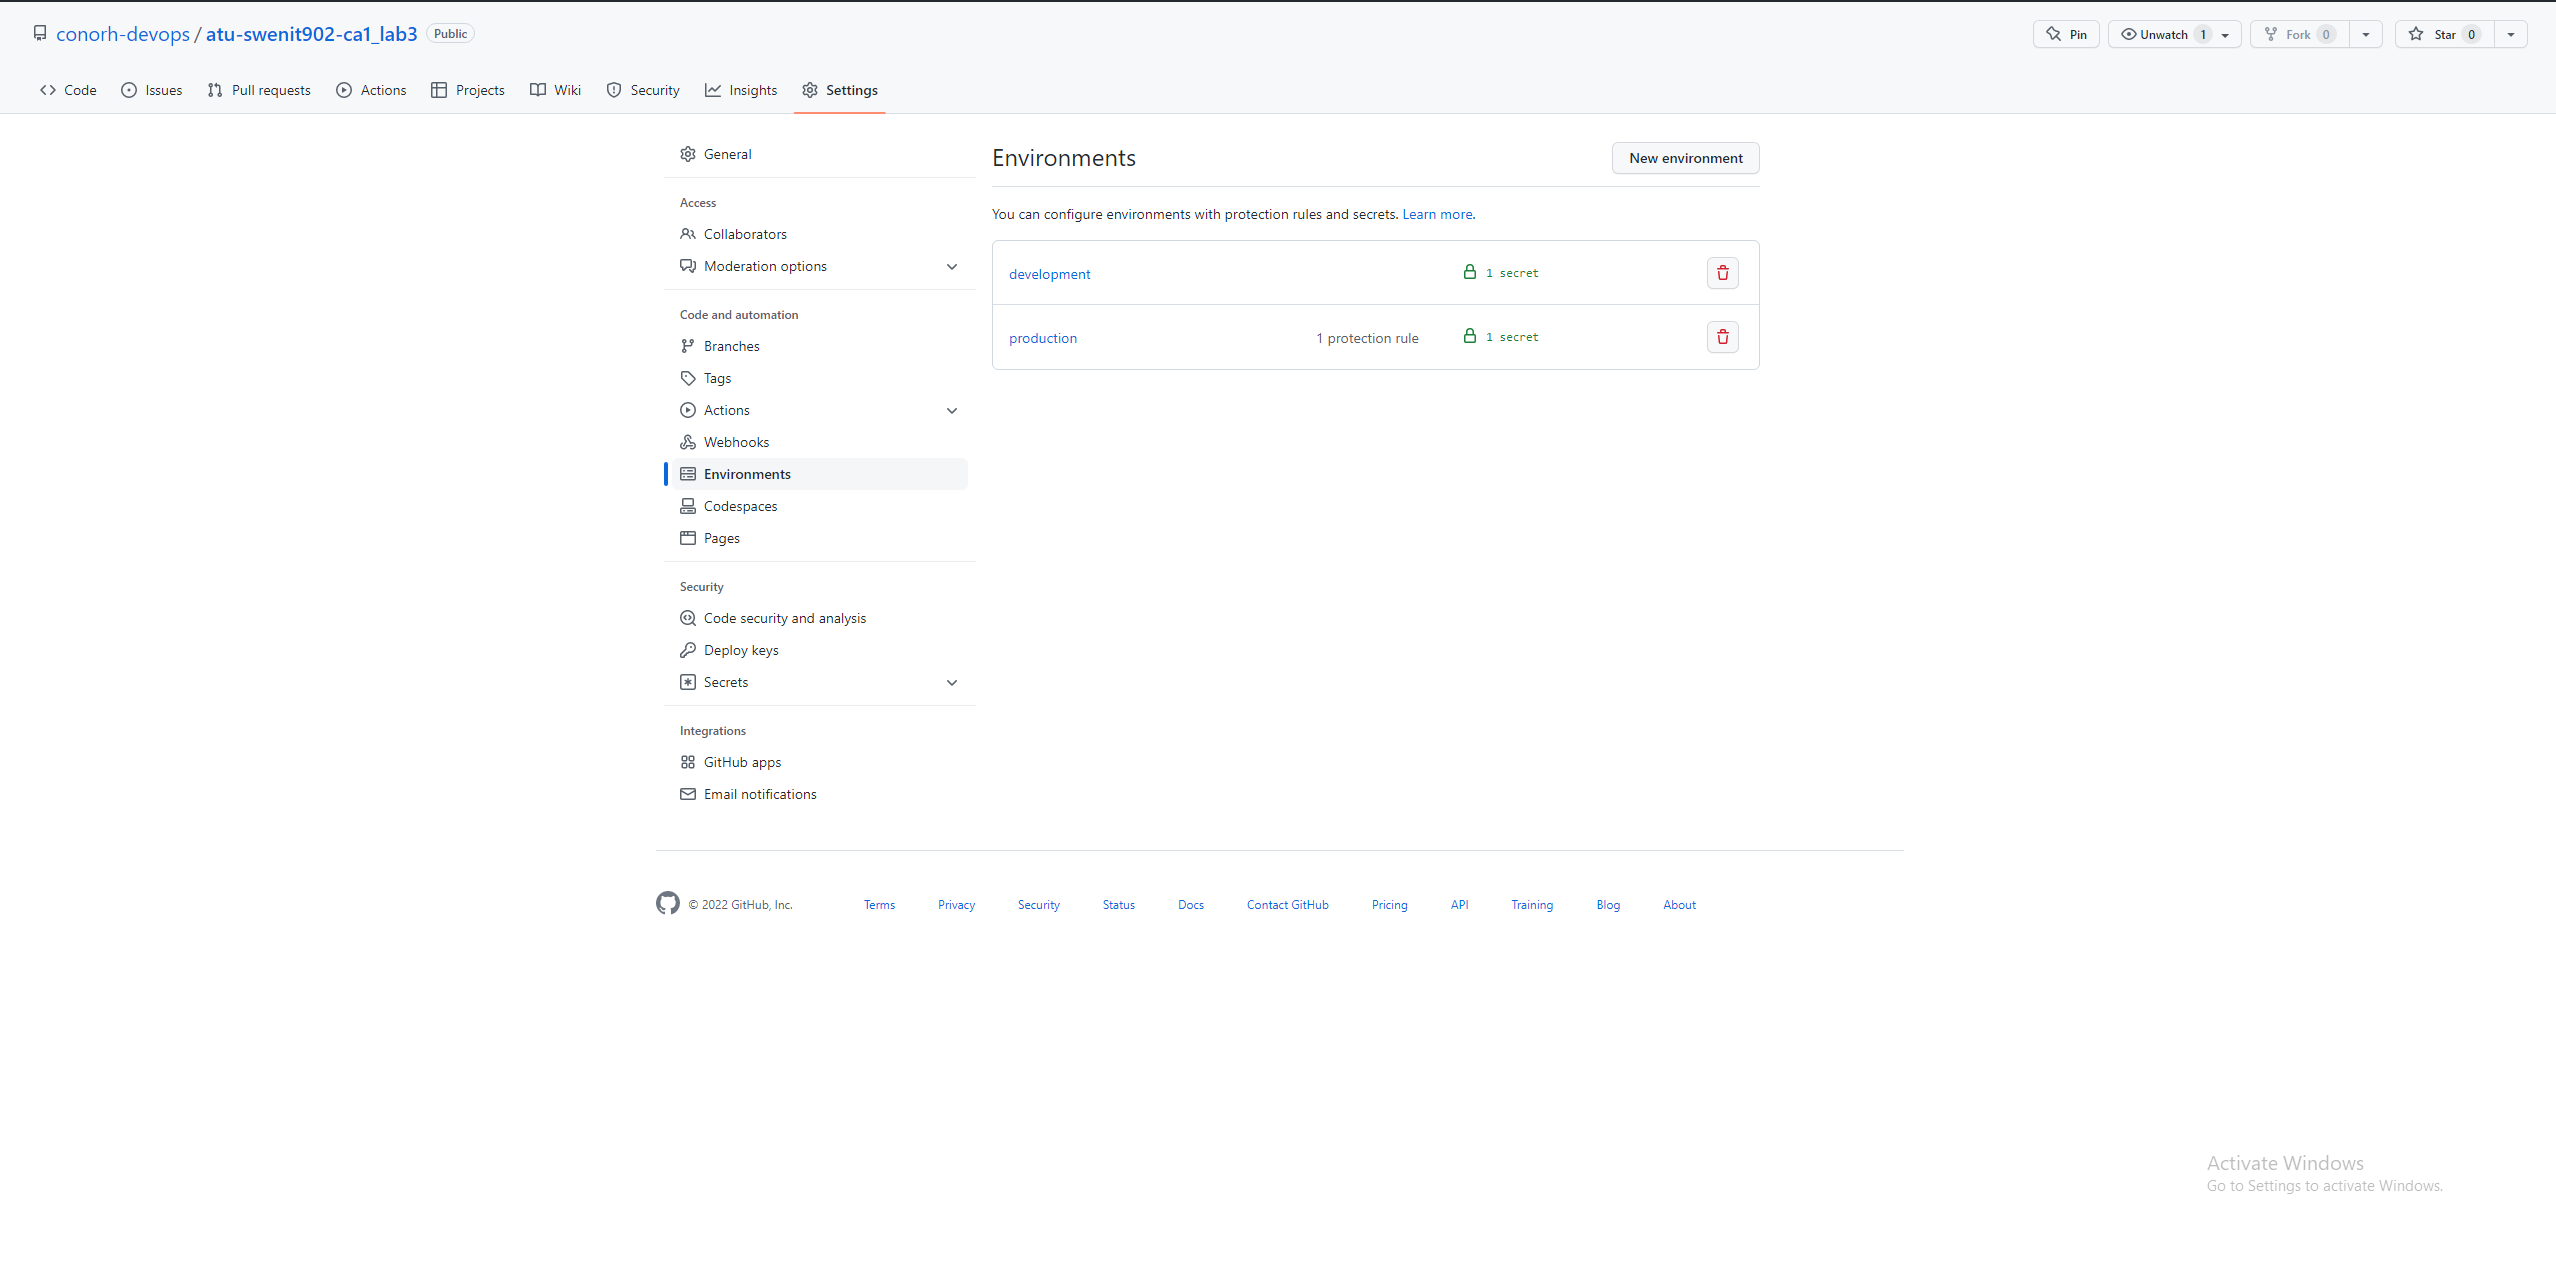 conorh-devops / atu-swenit902-ca1_lab3 Public
Pin Unwatch 1 Fork 0 Star 0
Code Issues Pull requests Actions Projects Wiki Security Insights Settings
General
Access
Collaborators
Moderation options
Code and automation
Branches
Tags
Actions
Webhooks
Environments
Codespaces
Pages
Security
Code security and analysis
Deploy keys
Secrets
Integrations
GitHub apps
Email notifications
Environments New environment
You can configure environments with protection rules and secrets. Learn more.
development 1 secret
production 1 protection rule 1 secret
© 2022 GitHub, Inc. Terms Privacy Security Status Docs Contact GitHub Pricing API Training Blog About
Activate Windows
Go to Settings to activate Windows.